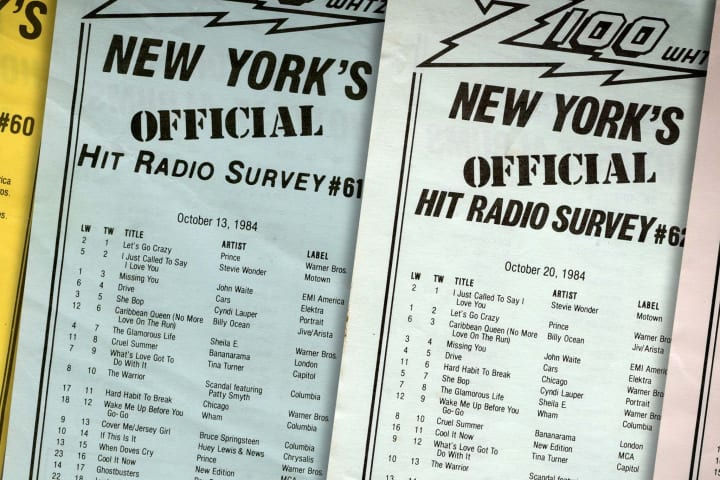 'S
#60
WHTZ
NEW YORK'S
OFFICIAL
HIT RADIO SURVEY #61
October 13, 1984
LW TW TITLE ARTIST LABEL
2 1 Let's Go Crazy Prince Warner Bros.
5 2 I Just Called To Say
I Love You Stevie Wonder Motown
1 3 Missing You John Waite EMI America
6 4 Drive Cars Elektra
3 5 She Bop Cyndi Lauper Portrait
12 6 Caribbean Queen (No More
Love On The Run) Billy Ocean Jive/Arista
4 7 The Glamorous Life Sheila E. Warner Bros.
11 8 Cruel Summer Bananarama London
7 9 What's Love Got To
Do With It Tina Turner Capitol
8 10 The Warrior Scandal featuring
Patty Smyth Columbia
17 11 Hard Habit To Break Chicago Warner Bros.
18 12 Wake Me Up Before You
Go-Go Wham Columbia
9 13 Cover Me/Jersey Girl Bruce Springsteen Columbia
10 14 If This Is It Huey Lewis & News Chrysalis
13 15 When Doves Cry Prince Warner Bros.
23 16 Cool It Now New Edition MCA
14 17 Ghostbusters
Z100 WHT
NEW YORK'S
OFFICIAL
HIT RADIO SURVEY #62
October 20, 1984
LW TW TITLE ARTIST LABEL
2 1 I Just Called To Say I
Love You Stevie Wonder Motown
1 2 Let's Go Crazy Prince Warner Bro
6 3 Caribbean Queen (No More
Love On The Run) Billy Ocean Jiv/Arista
3 4 Missing You John Waite EMI Americ
4 5 Drive Cars Elektra
11 6 Hard Habit To Break Chicago Warner Bro
5 7 She Bop Cyndi Lauper Portrait
7 8 The Glamorous Life Sheila E. Warner Bro
12 9 Wake Me Up Before You
Go-Go Wham Columbia
8 10 Cruel Summer Bananarama London
16 11 Cool It Now New Edition MCA
9 12 What's Love Got To
Do With It Tina Turner Capitol
10 13 The Warrior Scandal featu